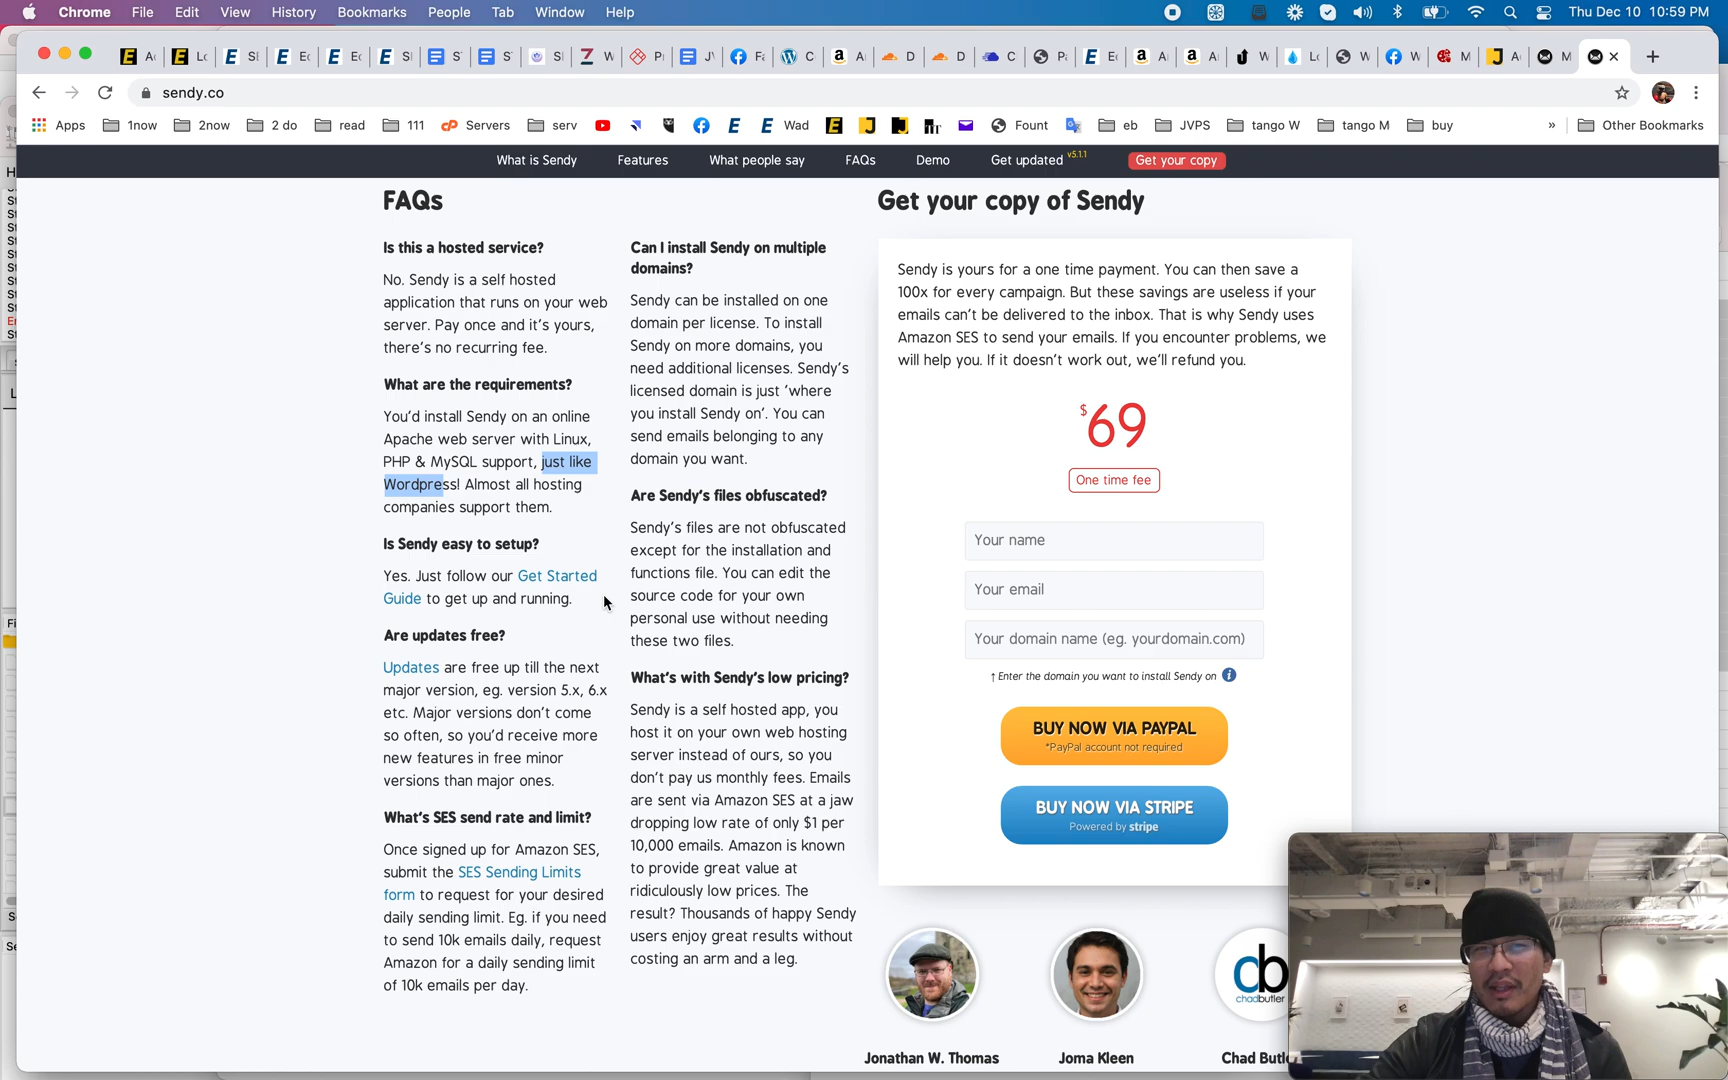 Chrome File Edit View History Bookmarks People Tab Window Help Thu Dec 10 10:59 PM
sendy.co
Apps 1now 2now 2 do read 111 Servers serv Wad Fount eb JVPS tango W tango M buy » Other Bookmarks
What is Sendy Features What people say FAQs Demo Get updated v5.1.1 Get your copy
FAQs
Is this a hosted service?
No. Sendy is a self hosted
application that runs on your web
server. Pay once and it's yours,
there's no recurring fee.
What are the requirements?
You'd install Sendy on an online
Apache web server with Linux,
PHP & MySQL support, just like
Wordpress! Almost all hosting
companies support them.
Is Sendy easy to setup?
Yes. Just follow our Get Started
Guide to get up and running.
Are updates free?
Updates are free up till the next
major version, eg. version 5.x, 6.x
etc. Major versions don't come
so often, so you'd receive more
new features in free minor
versions than major ones.
What's SES send rate and limit?
Once signed up for Amazon SES,
submit the SES Sending Limits
form to request for your desired
daily sending limit. Eg. if you need
to send 10k emails daily, request
Amazon for a daily sending limit
of 10k emails per day.
Can I install Sendy on multiple
domains?
Sendy can be installed on one
domain per license. To install
Sendy on more domains, you
need additional licenses. Sendy's
licensed domain is just 'where
you install Sendy on'. You can
send emails belonging to any
domain you want.
Are Sendy's files obfuscated?
Sendy's files are not obfuscated
except for the installation and
functions file. You can edit the
source code for your own
personal use without needing
these two files.
What's with Sendy's low pricing?
Sendy is a self hosted app, you
host it on your own web hosting
server instead of ours, so you
don't pay us monthly fees. Emails
are sent via Amazon SES at a jaw
dropping low rate of only $1 per
10,000 emails. Amazon is known
to provide great value at
ridiculously low prices. The
result? Thousands of happy Sendy
users enjoy great results without
costing an arm and a leg.
Get your copy of Sendy
Sendy is yours for a one time payment. You can then save a
100x for every campaign. But these savings are useless if your
emails can't be delivered to the inbox. That is why Sendy uses
Amazon SES to send your emails. If you encounter problems, we
will help you. If it doesn't work out, we'll refund you.
$69
One time fee
Your name
Your email
Your domain name (eg. yourdomain.com)
↑ Enter the domain you want to install Sendy on
BUY NOW VIA PAYPAL
*PayPal account not required
BUY NOW VIA STRIPE
Powered by stripe
cb
chadbutler
Jonathan W. Thomas Joma Kleen Chad